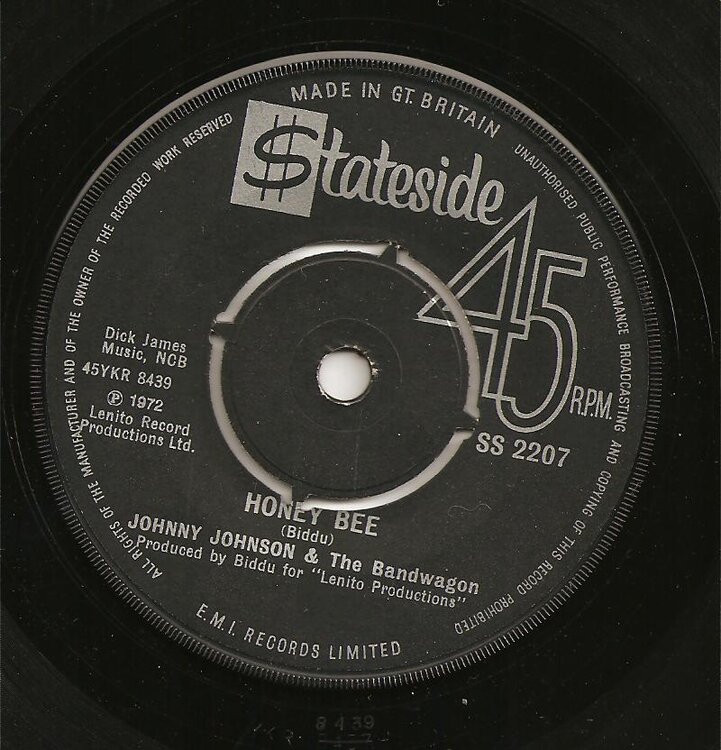 MADE IN GT. BRITAIN
$tateside
45
R.P.M.
SS 2207
Dick James
Music, NCB
45YKR 8439
Ⓟ 1972
Lenito Record
Productions Ltd.
HONEY BEE
(Biddu)
JOHNNY JOHNSON & The Bandwagon
Produced by Biddu for "Lenito Productions"
E.M.I. RECORDS LIMITED
ALL RIGHTS OF THE MANUFACTURER AND OF THE OWNER OF THE RECORDED WORK RESERVED
UNAUTHORISED PUBLIC PERFORMANCE BROADCASTING AND COPYING OF THIS RECORD PROHIBITED
8439